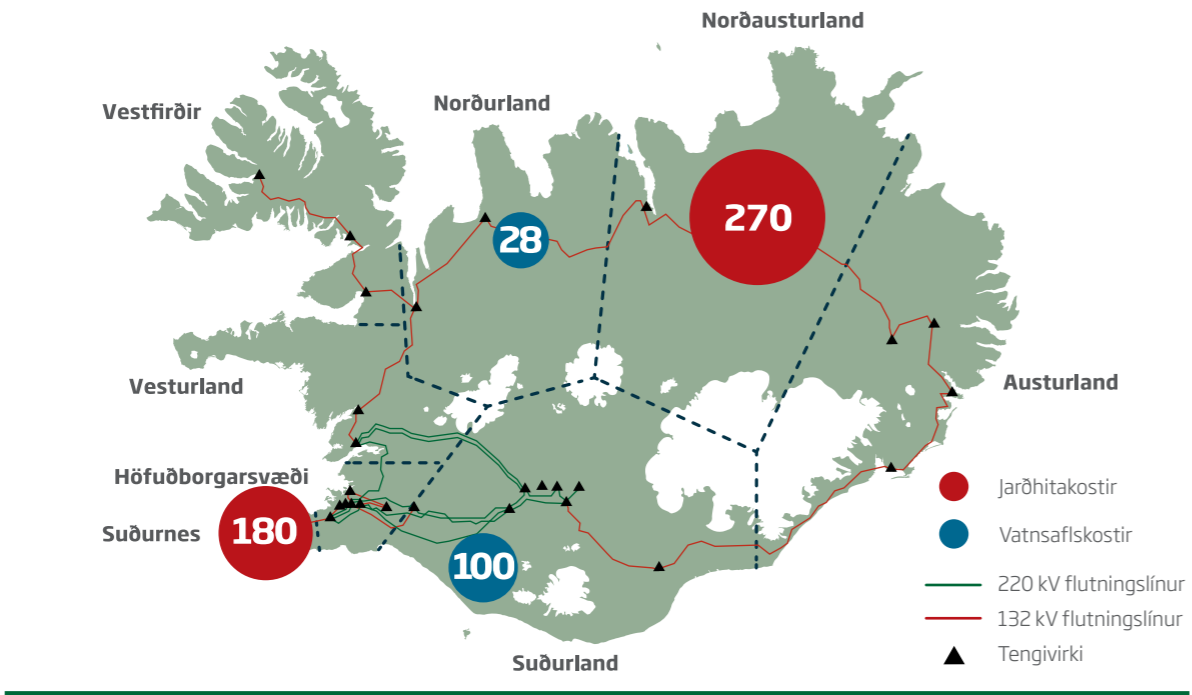 Norðausturland
Vestfirðir
Norðurland
270
28
Vesturland
Austurland
Höfuðborgarsvæði
Suðurnes
180
100
Suðurland
Jarðhitakostir
Vatnsaflskostir
220 kV flutningslínur
132 kV flutningslínur
Tengivirki